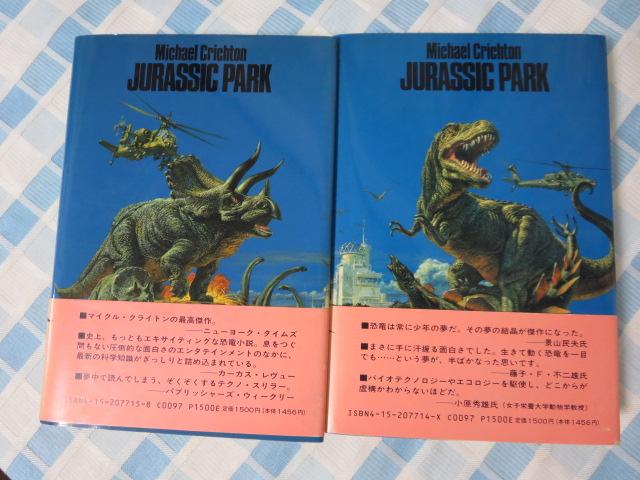 Michael Crichton
JURASSIC PARK
■マイクル・クライトンの最高傑作。
――ニューヨーク・タイムズ
■史上、もっともエキサイティングな恐竜小説。息をつく
間もない圧倒的な面白さのエンタテインメントのなかに、
最新の科学知識がぎっしりと詰め込まれている。
――カーカス・レヴュー
■夢中で読んでしまう、ぞくぞくするテクノ・スリラー。
――パブリッシャーズ・ウィークリー
ISBN4-15-207715-8 C0097 P1500E 定価1500円(本体1456円)
Michael Crichton
JURASSIC PARK
■恐竜は常に少年の夢だ。その夢の結晶が傑作になった。
――景山民夫氏
■まさに手に汗握る面白さでした。生きて動く恐竜を一目
でも……という夢が、半ばかなった思いです。
――藤子・F・不二雄氏
■バイオテクノロジーやエコロジーを駆使し、どこからが
虚構かわからないほどだ。
――小原秀雄氏(女子栄養大学動物学教授)
ISBN4-15-207714-X C0097 P1500E 定価1500円(本体1456円)